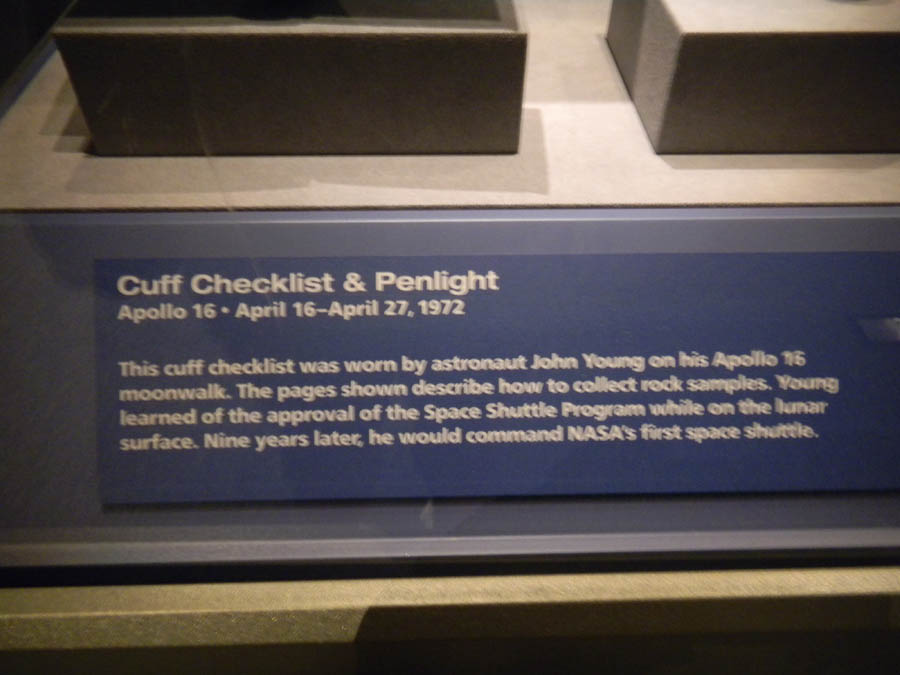 Cuff Checklist & Penlight
Apollo 16 • April 16–April 27, 1972
This cuff checklist was worn by astronaut John Young on his Apollo 16
moonwalk. The pages shown describe how to collect rock samples. Young
learned of the approval of the Space Shuttle Program while on the lunar
surface. Nine years later, he would command NASA's first space shuttle.